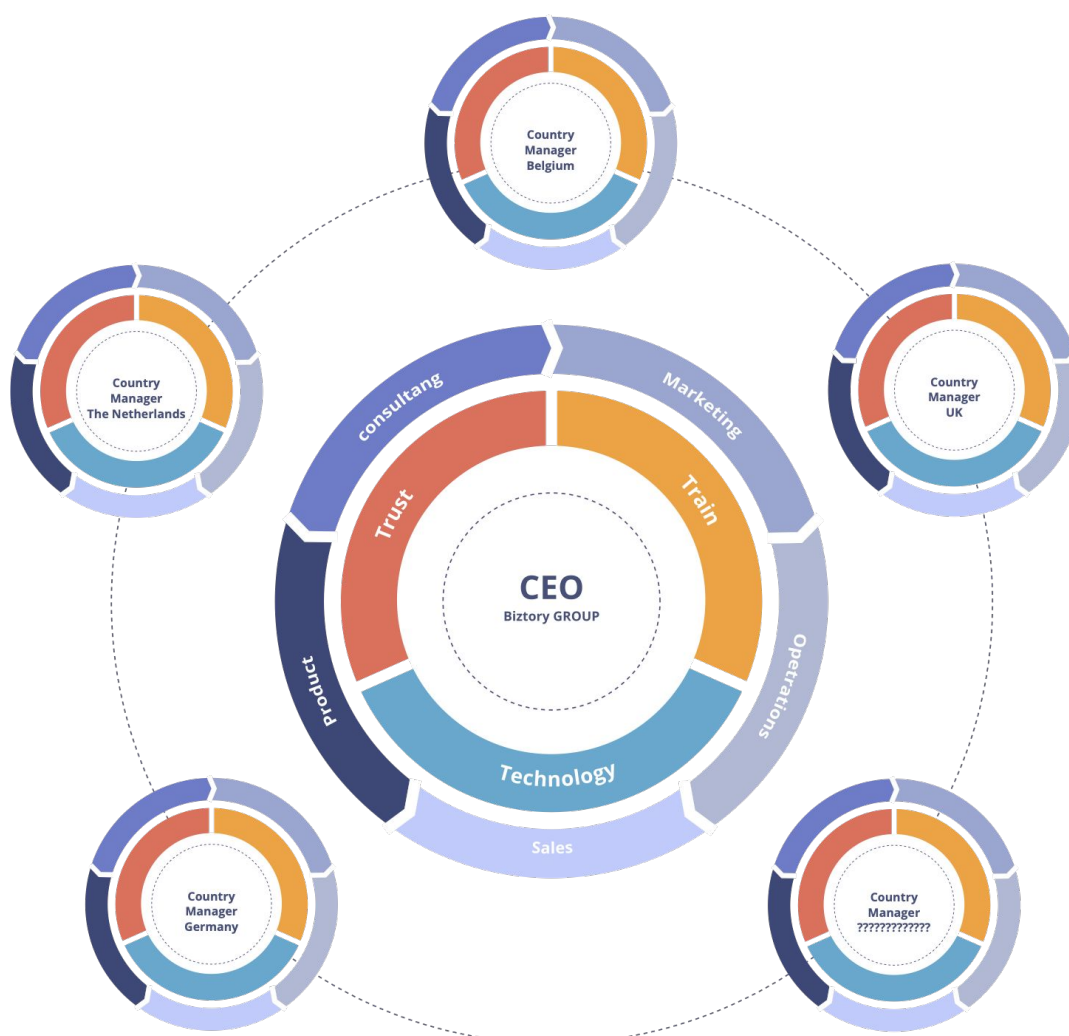 Country
Manager
Belgium
Country
Manager
The Netherlands
Country
Manager
UK
consultang
Marketing
Trust
Train
CEO
Biztory GROUP
Product
Opetrations
Technology
Sales
Country
Manager
Germany
Country
Manager
?????????????